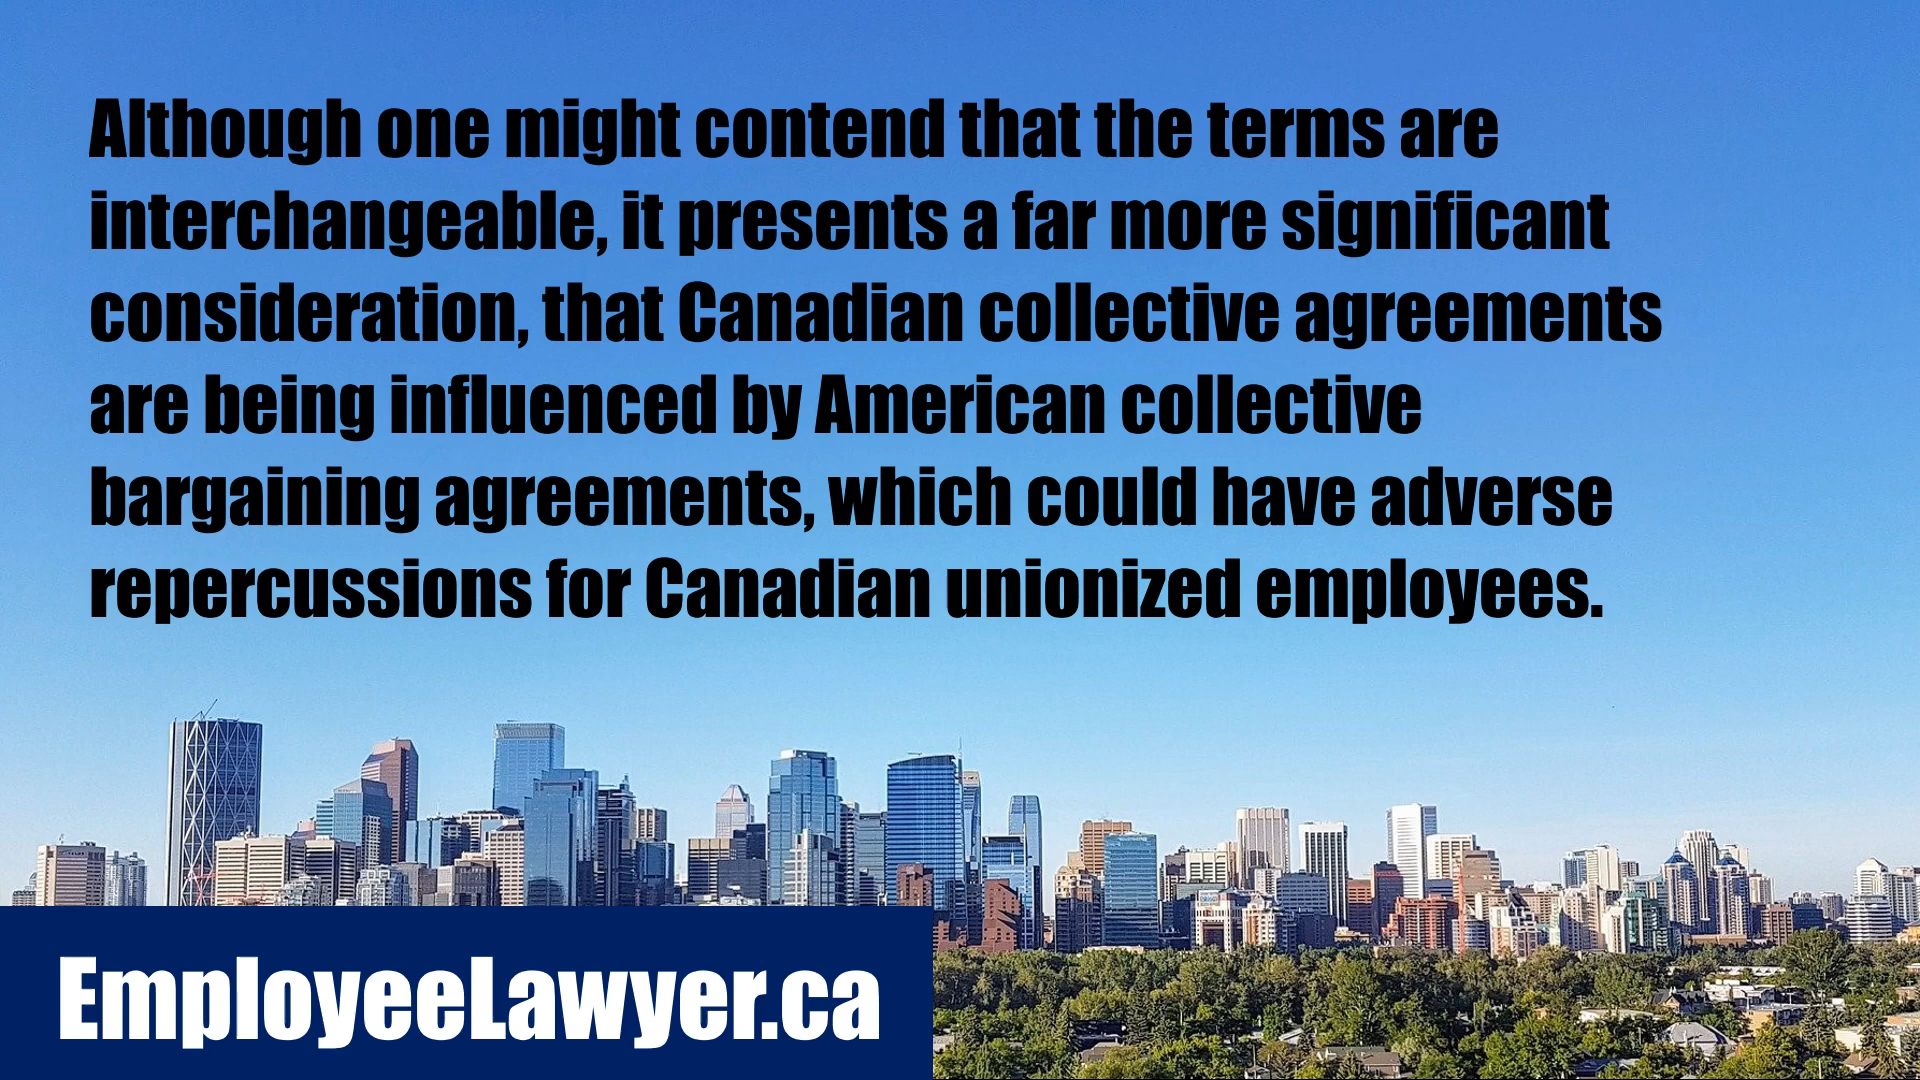 Although one might contend that the terms are
interchangeable, it presents a far more significant
consideration, that Canadian collective agreements
are being influenced by American collective
bargaining agreements, which could have adverse
repercussions for Canadian unionized employees.
EmployeeLawyer.ca